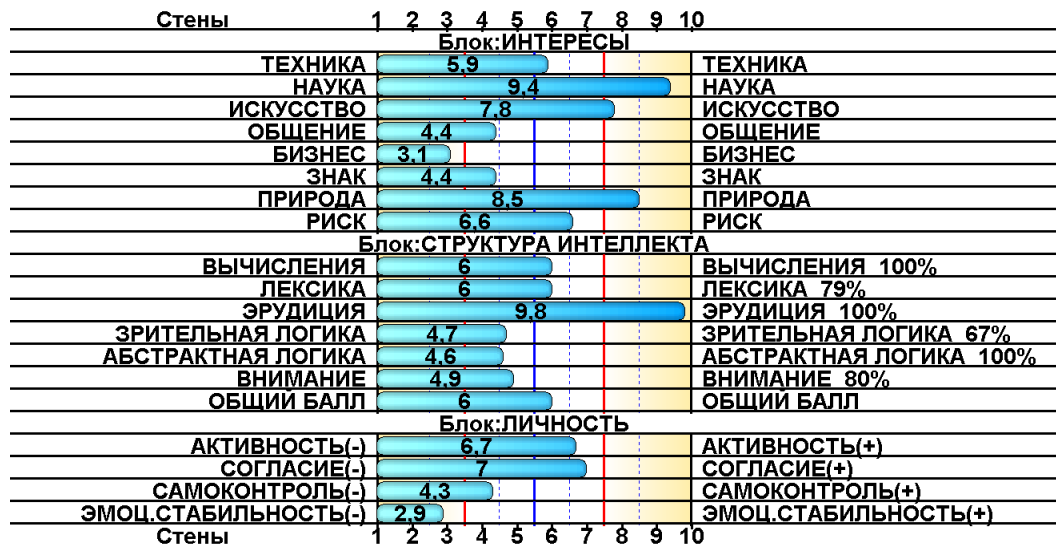 Стены 1 2 3 4 5 6 7 8 9 10
Блок:ИНТЕРЕСЫ
ТЕХНИКА 5,9 ТЕХНИКА
НАУКА 9,4 НАУКА
ИСКУССТВО 7,8 ИСКУССТВО
ОБЩЕНИЕ 4,4 ОБЩЕНИЕ
БИЗНЕС 3,1 БИЗНЕС
ЗНАК 4,4 ЗНАК
ПРИРОДА 8,5 ПРИРОДА
РИСК 6,6 РИСК
Блок:СТРУКТУРА ИНТЕЛЛЕКТА
ВЫЧИСЛЕНИЯ 6 ВЫЧИСЛЕНИЯ 100%
ЛЕКСИКА 6 ЛЕКСИКА 79%
ЭРУДИЦИЯ 9,8 ЭРУДИЦИЯ 100%
ЗРИТЕЛЬНАЯ ЛОГИКА 4,7 ЗРИТЕЛЬНАЯ ЛОГИКА 67%
АБСТРАКТНАЯ ЛОГИКА 4,6 АБСТРАКТНАЯ ЛОГИКА 100%
ВНИМАНИЕ 4,9 ВНИМАНИЕ 80%
ОБЩИЙ БАЛЛ 6 ОБЩИЙ БАЛЛ
Блок:ЛИЧНОСТЬ
АКТИВНОСТЬ(-) 6,7 АКТИВНОСТЬ(+)
СОГЛАСИЕ(-) 7 СОГЛАСИЕ(+)
САМОКОНТРОЛЬ(-) 4,3 САМОКОНТРОЛЬ(+)
ЭМОЦ.СТАБИЛЬНОСТЬ(-) 2,9 ЭМОЦ.СТАБИЛЬНОСТЬ(+)
Стены 1 2 3 4 5 6 7 8 9 10